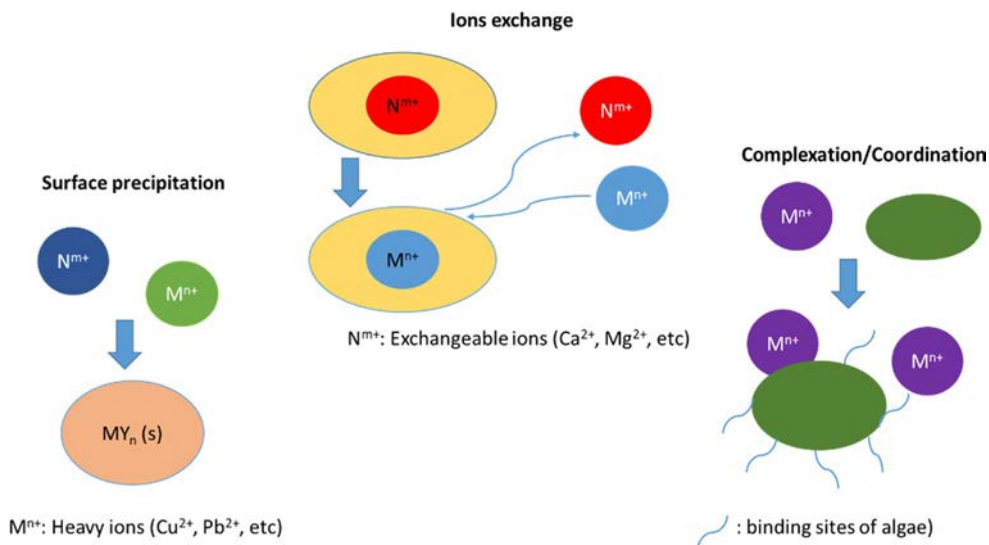 Ions exchange
Nᵐ⁺
Nᵐ⁺
Mⁿ⁺
Mⁿ⁺
Nᵐ⁺: Exchangeable ions (Ca²⁺, Mg²⁺, etc)
Surface precipitation
Nᵐ⁺
Mⁿ⁺
MYₙ (s)
Mⁿ⁺: Heavy ions (Cu²⁺, Pb²⁺, etc)
Complexation/Coordination
Mⁿ⁺
Mⁿ⁺
Mⁿ⁺
: binding sites of algae)